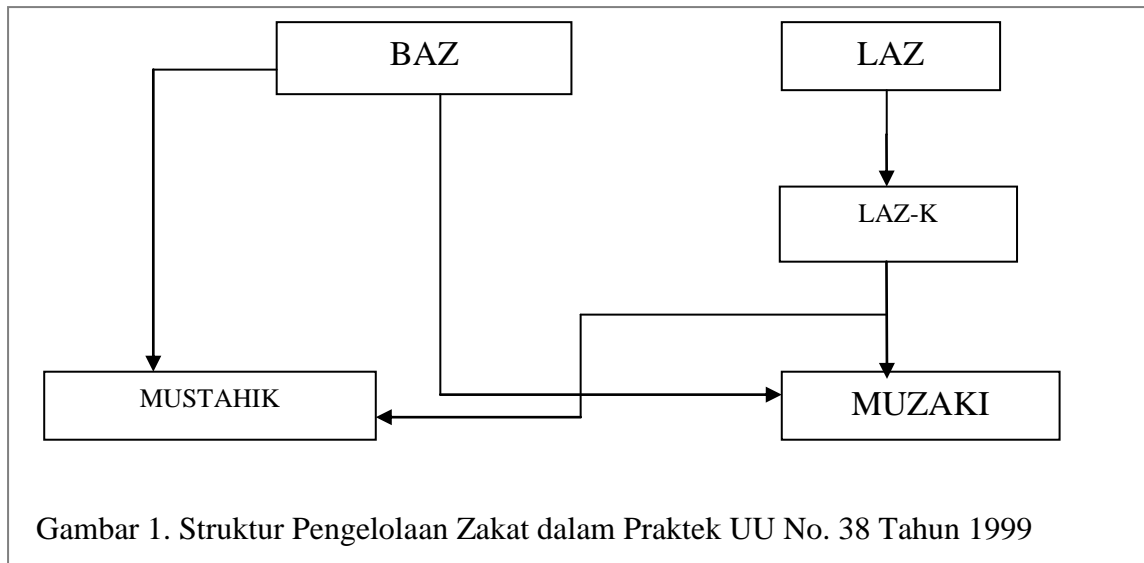 BAZ
LAZ
LAZ-K
MUSTAHIK
MUZAKI
Gambar 1. Struktur Pengelolaan Zakat dalam Praktek UU No. 38 Tahun 1999